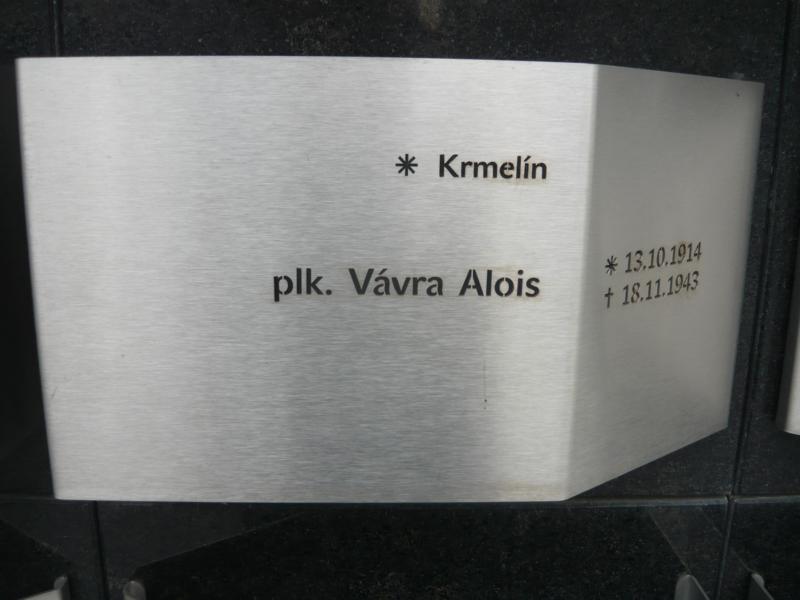 * Krmelín
plk. Vávra Alois
* 13.10.1914
† 18.11.1943